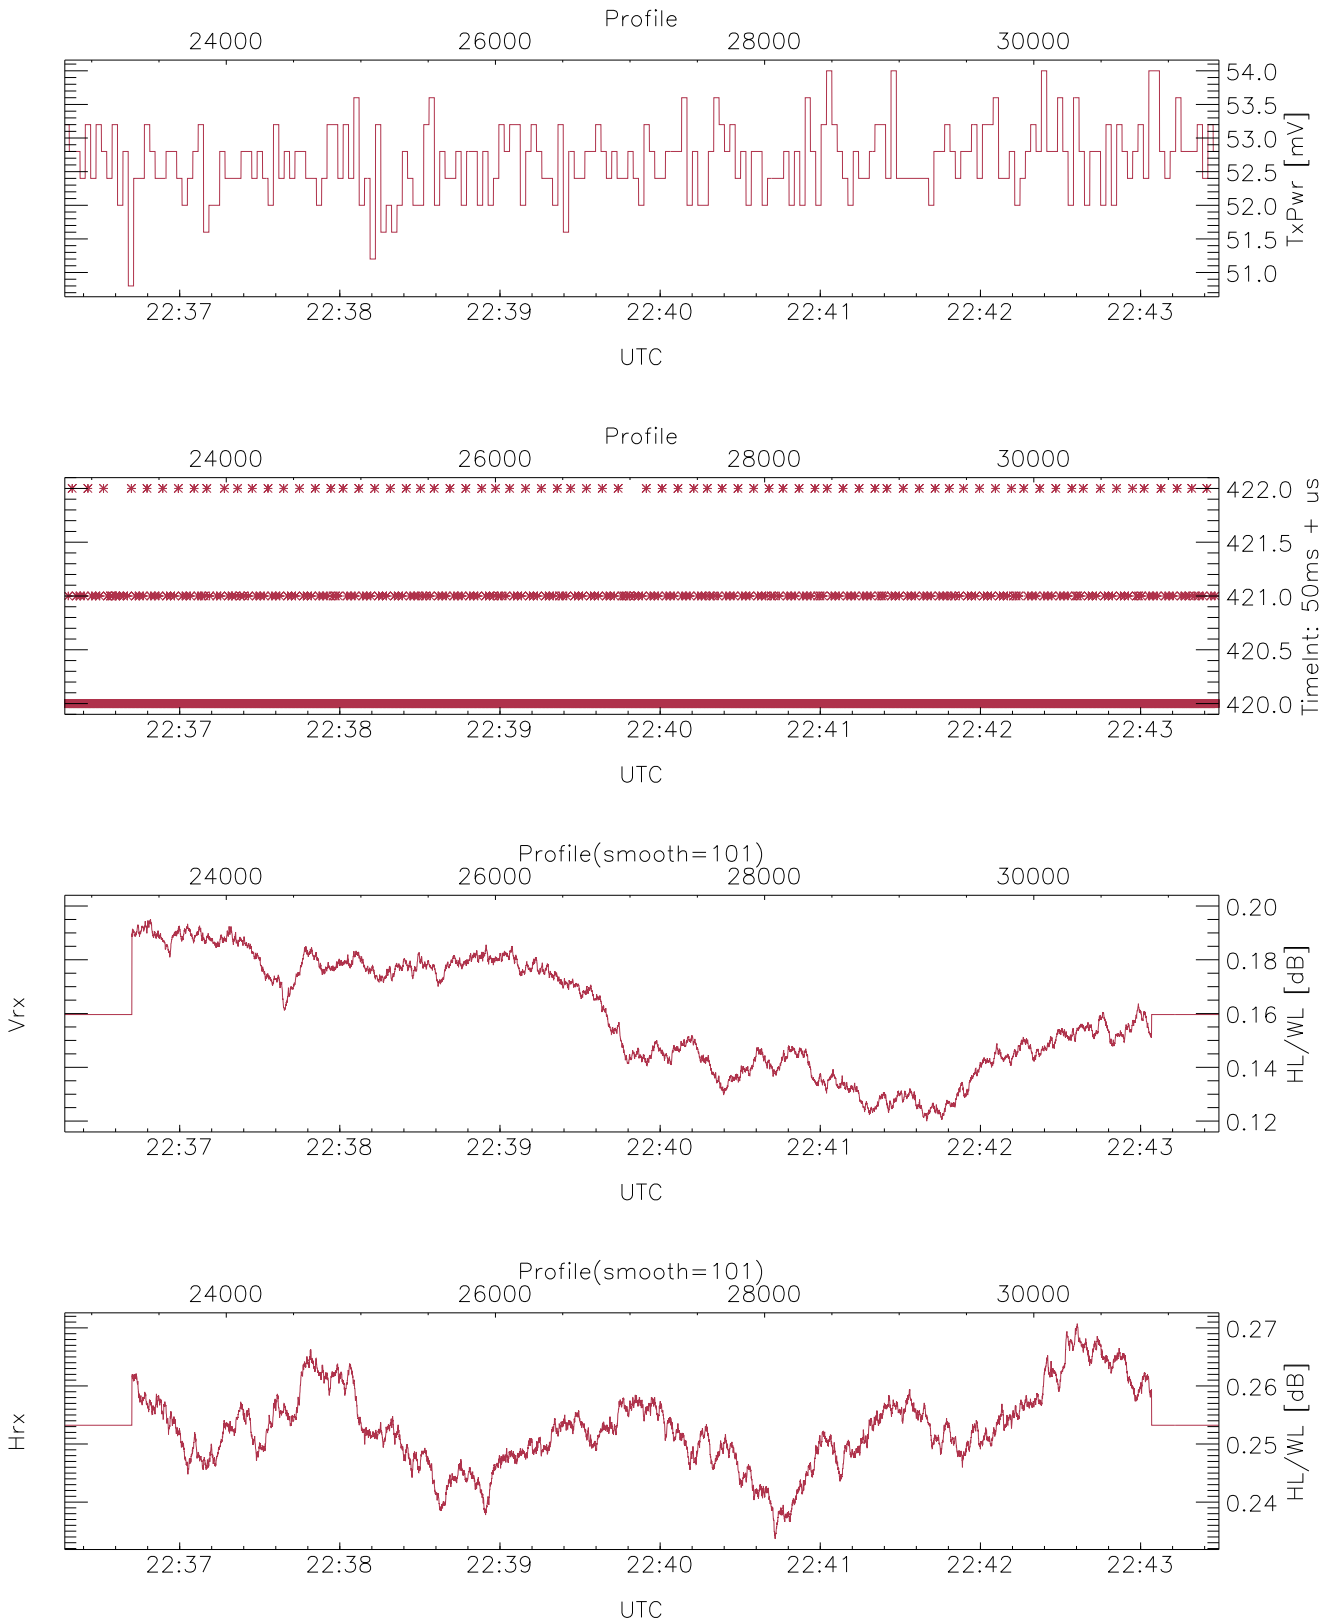 Profile
24000 26000 28000 30000
54.0
53.5
53.0
52.5
52.0
51.5
51.0
TxPwr [mV]
22:37 22:38 22:39 22:40 22:41 22:42 22:43
UTC
Profile
24000 26000 28000 30000
422.0
421.5
421.0
420.5
420.0
TimeInt: 50ms + us
22:37 22:38 22:39 22:40 22:41 22:42 22:43
UTC
Profile(smooth=101)
24000 26000 28000 30000
Vrx
0.20
0.18
0.16
0.14
0.12
HL/WL [dB]
22:37 22:38 22:39 22:40 22:41 22:42 22:43
UTC
Profile(smooth=101)
24000 26000 28000 30000
Hrx
0.27
0.26
0.25
0.24
HL/WL [dB]
22:37 22:38 22:39 22:40 22:41 22:42 22:43
UTC